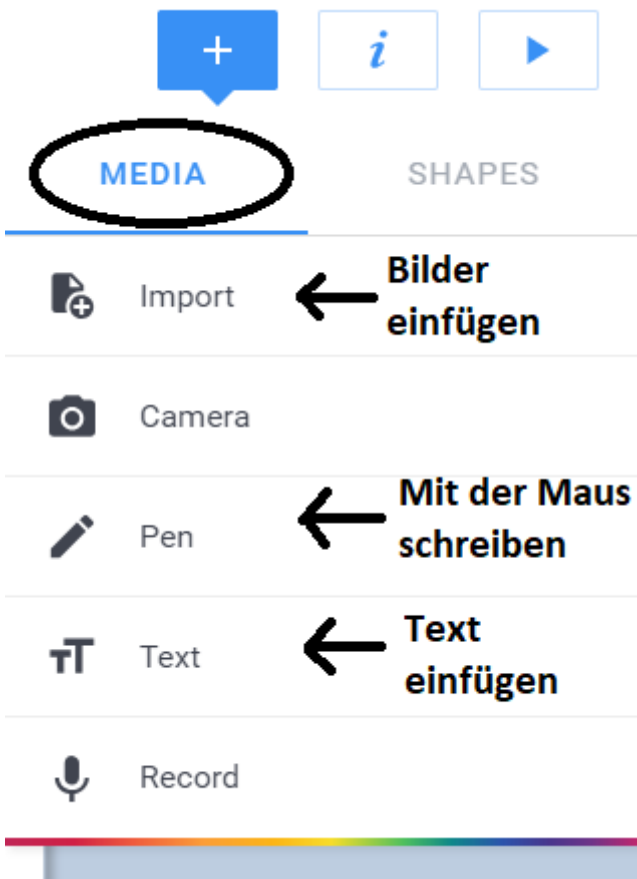 MEDIA SHAPES
Import
Bilder
einfügen
Camera
Pen
Mit der Maus
schreiben
Text
Text
einfügen
Record